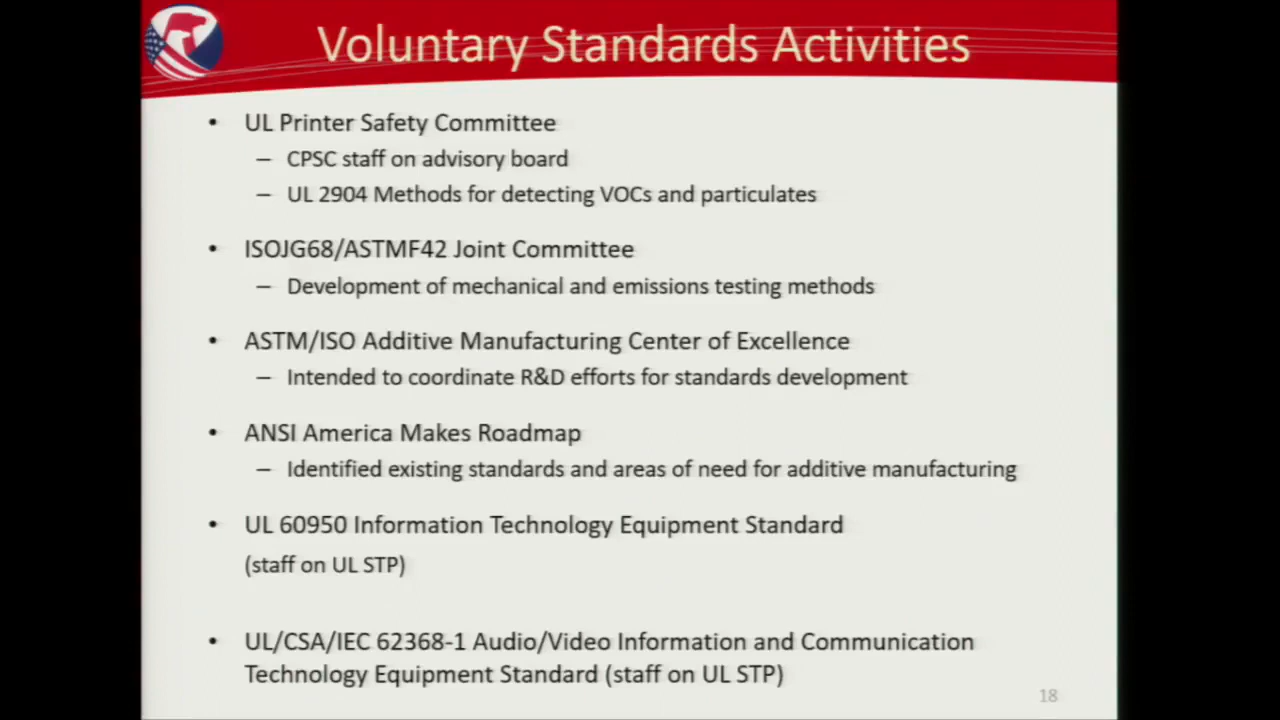 Voluntary Standards Activities
• UL Printer Safety Committee
– CPSC staff on advisory board
– UL 2904 Methods for detecting VOCs and particulates
• ISOJG68/ASTMF42 Joint Committee
– Development of mechanical and emissions testing methods
• ASTM/ISO Additive Manufacturing Center of Excellence
– Intended to coordinate R&D efforts for standards development
• ANSI America Makes Roadmap
– Identified existing standards and areas of need for additive manufacturing
• UL 60950 Information Technology Equipment Standard
(staff on UL STP)
• UL/CSA/IEC 62368-1 Audio/Video Information and Communication
Technology Equipment Standard (staff on UL STP)
18